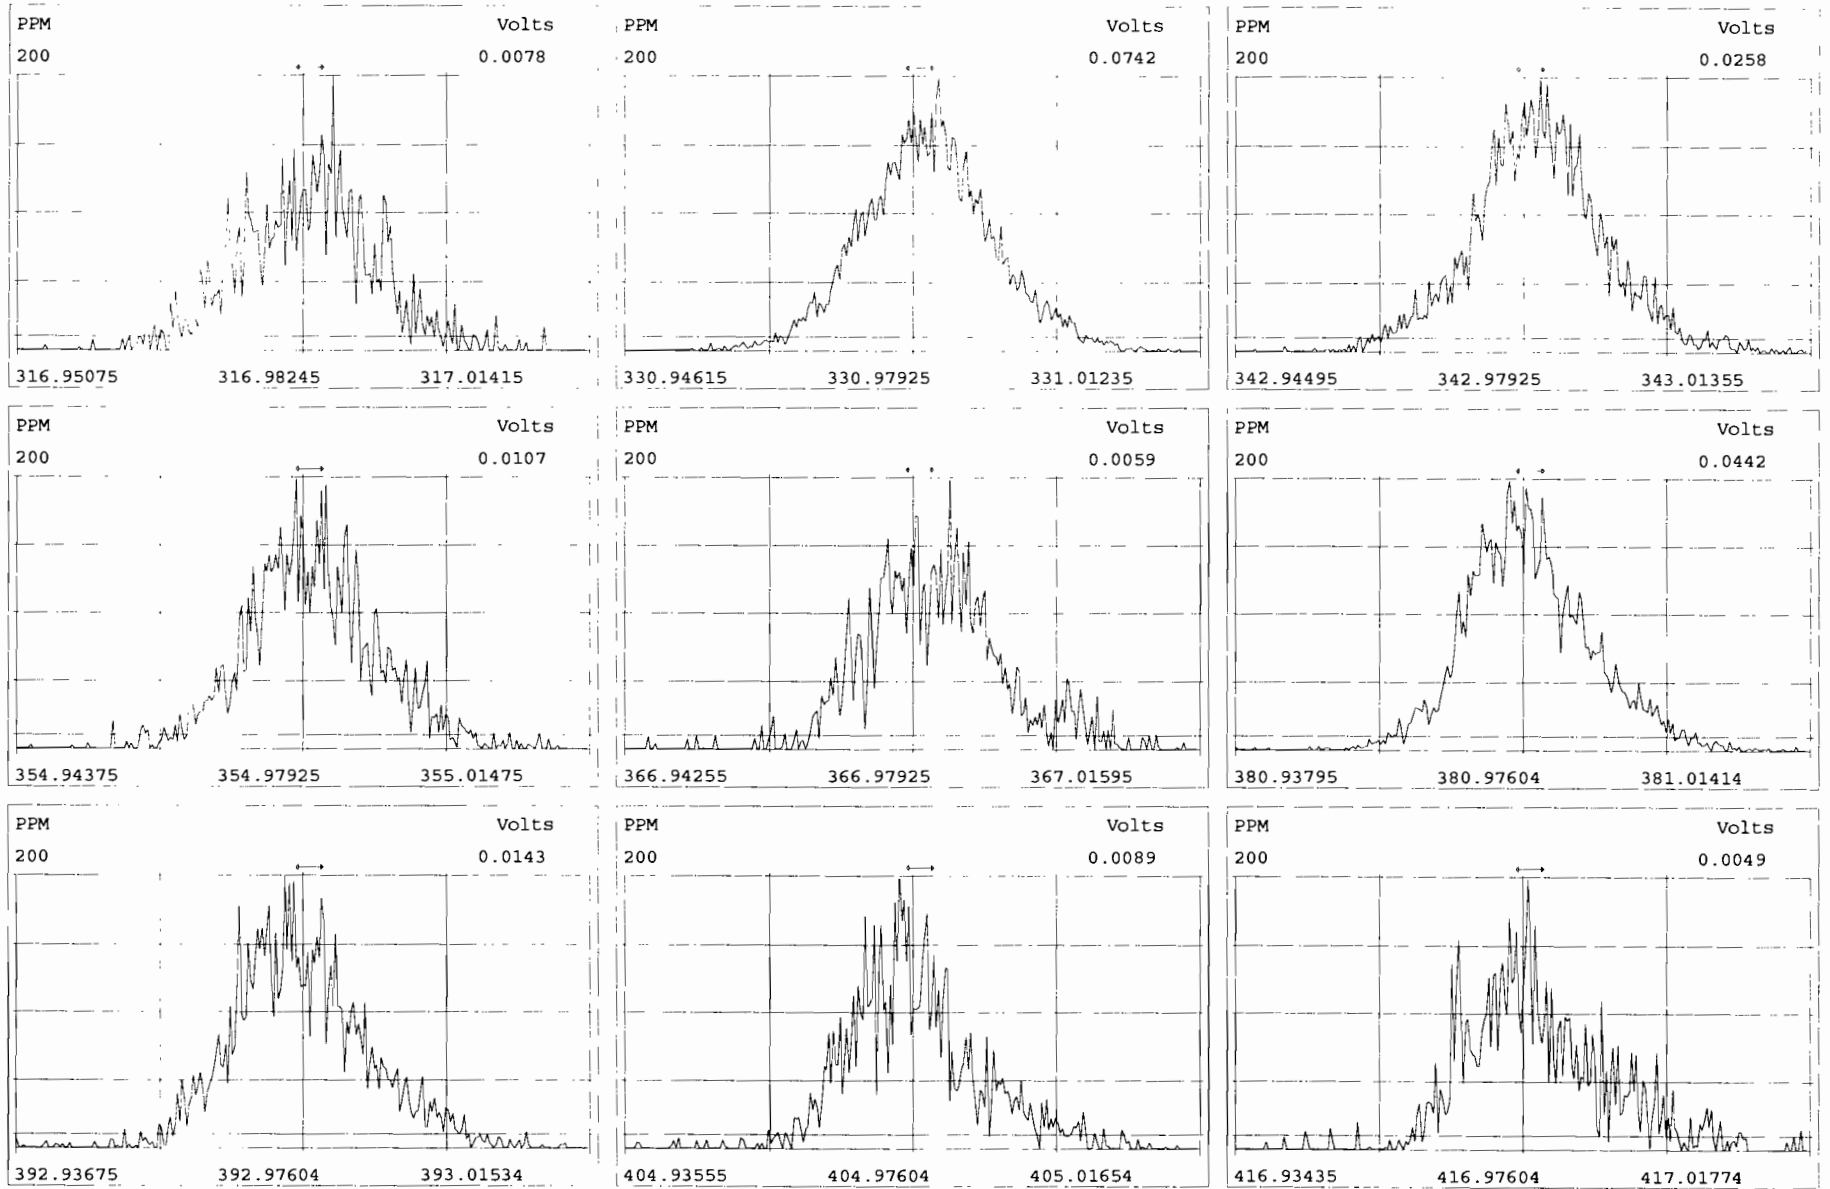 PPM Volts
200 0.0078
316.95075 316.98245 317.01415
PPM Volts
200 0.0742
330.94615 330.97925 331.01235
PPM Volts
200 0.0258
342.94495 342.97925 343.01355
PPM Volts
200 0.0107
354.94375 354.97925 355.01475
PPM Volts
200 0.0059
366.94255 366.97925 367.01595
PPM Volts
200 0.0442
380.93795 380.97604 381.01414
PPM Volts
200 0.0143
392.93675 392.97604 393.01534
PPM Volts
200 0.0089
404.93555 404.97604 405.01654
PPM Volts
200 0.0049
416.93435 416.97604 417.01774